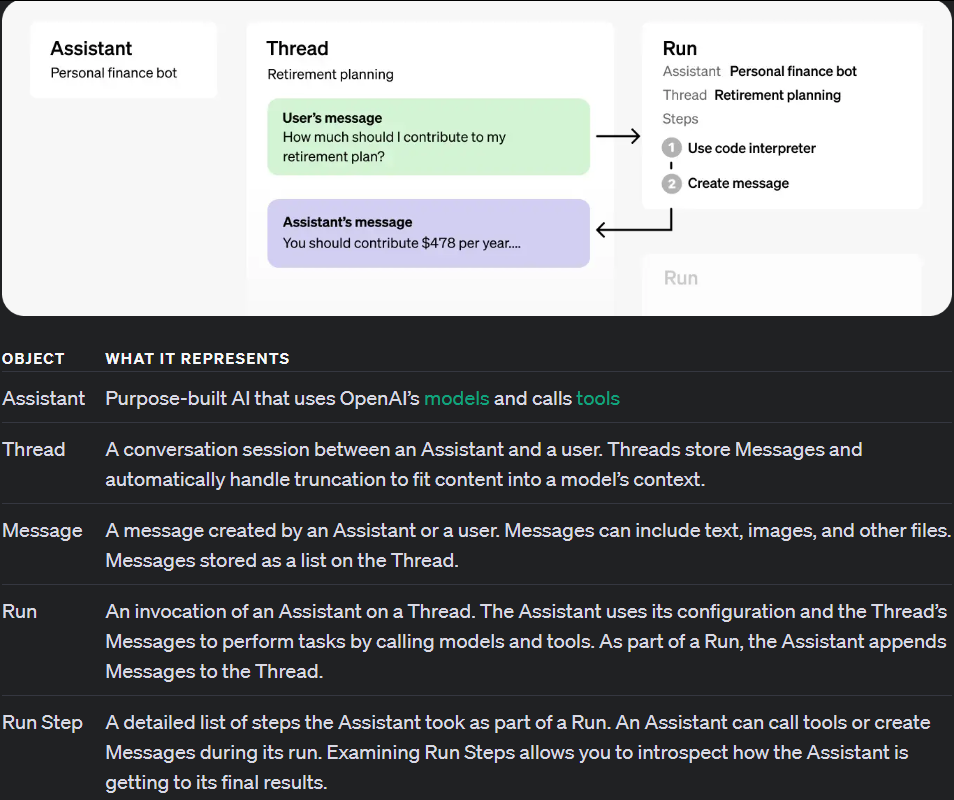 Assistant
Personal finance bot
Thread
Retirement planning
User's message
How much should I contribute to my
retirement plan?
Assistant's message
You should contribute $478 per year....
Run
Assistant Personal finance bot
Thread Retirement planning
Steps
1 Use code interpreter
2 Create message
Run
OBJECT WHAT IT REPRESENTS
Assistant Purpose-built AI that uses OpenAI's models and calls tools
Thread A conversation session between an Assistant and a user. Threads store Messages and
automatically handle truncation to fit content into a model's context.
Message A message created by an Assistant or a user. Messages can include text, images, and other files.
Messages stored as a list on the Thread.
Run An invocation of an Assistant on a Thread. The Assistant uses its configuration and the Thread's
Messages to perform tasks by calling models and tools. As part of a Run, the Assistant appends
Messages to the Thread.
Run Step A detailed list of steps the Assistant took as part of a Run. An Assistant can call tools or create
Messages during its run. Examining Run Steps allows you to introspect how the Assistant is
getting to its final results.